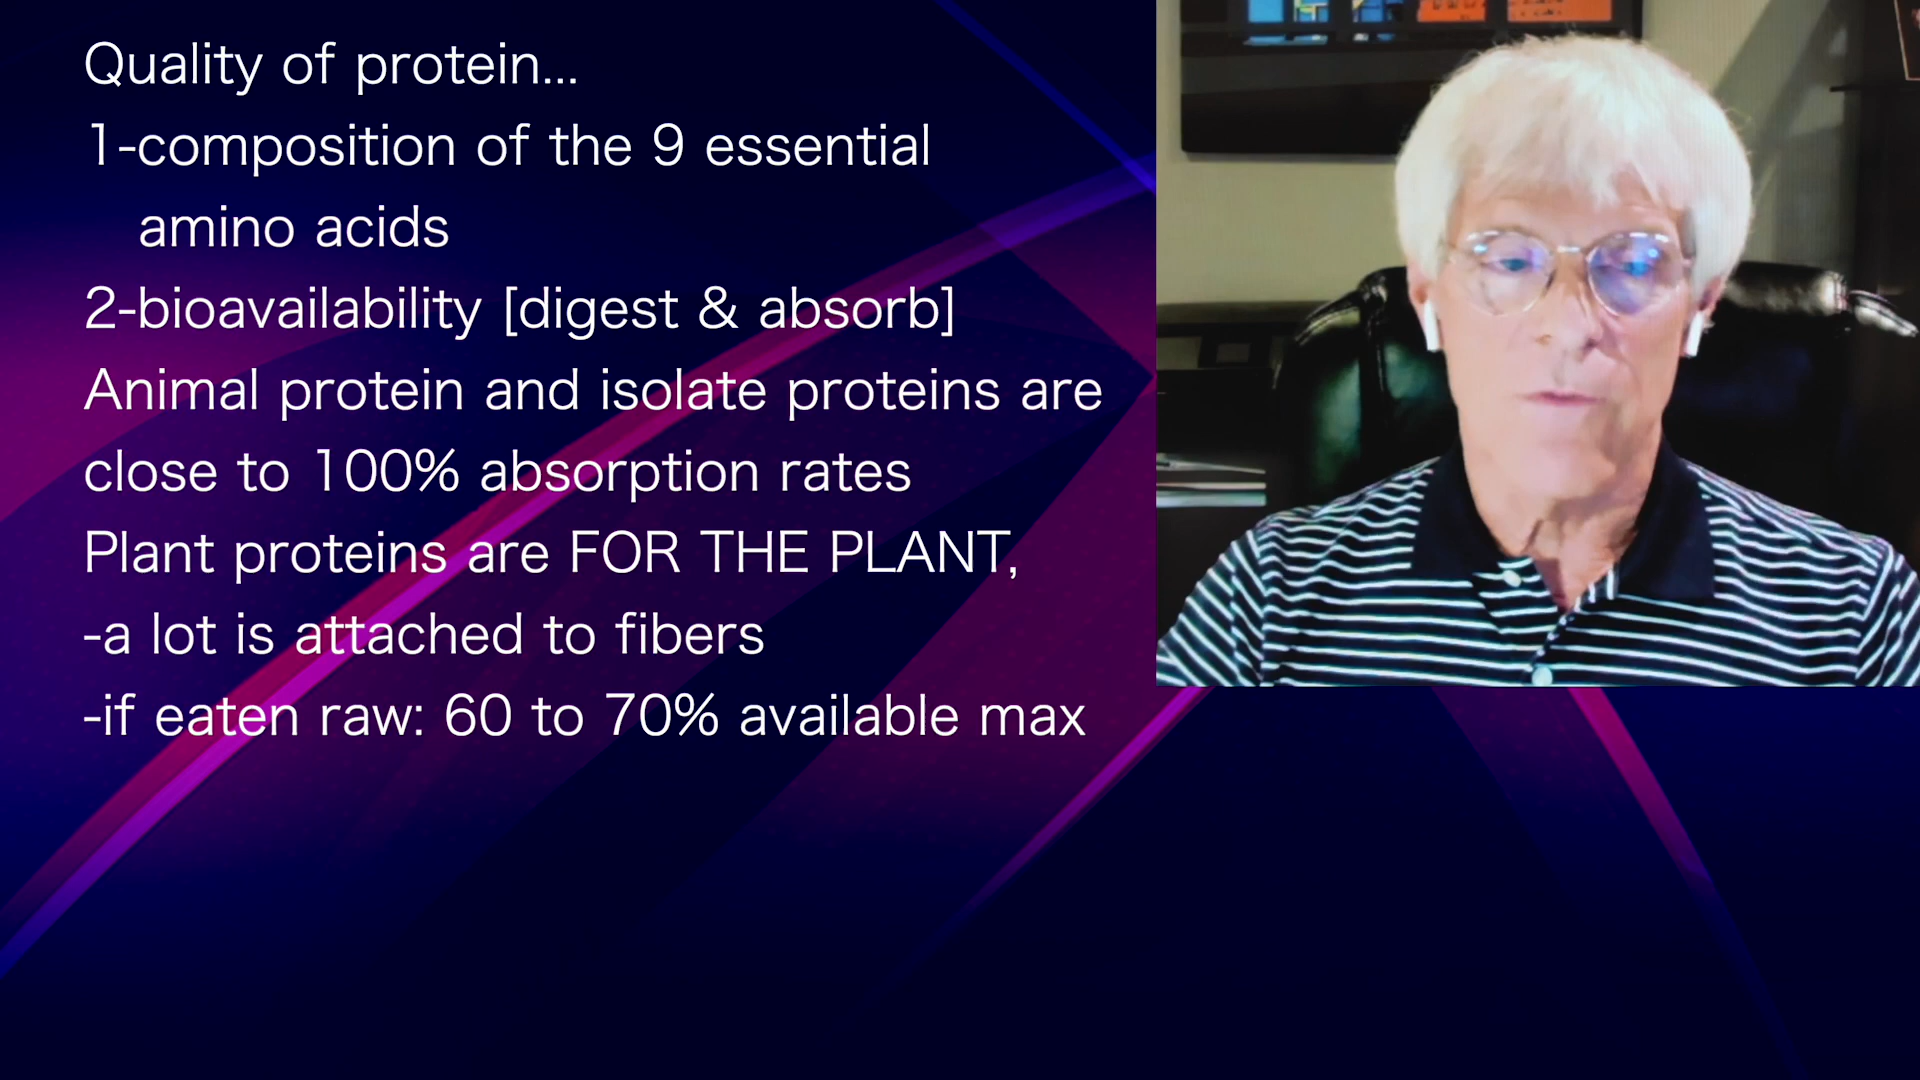 Quality of protein...
1-composition of the 9 essential
amino acids
2-bioavailability [digest & absorb]
Animal protein and isolate proteins are
close to 100% absorption rates
Plant proteins are FOR THE PLANT,
-a lot is attached to fibers
-if eaten raw: 60 to 70% available max